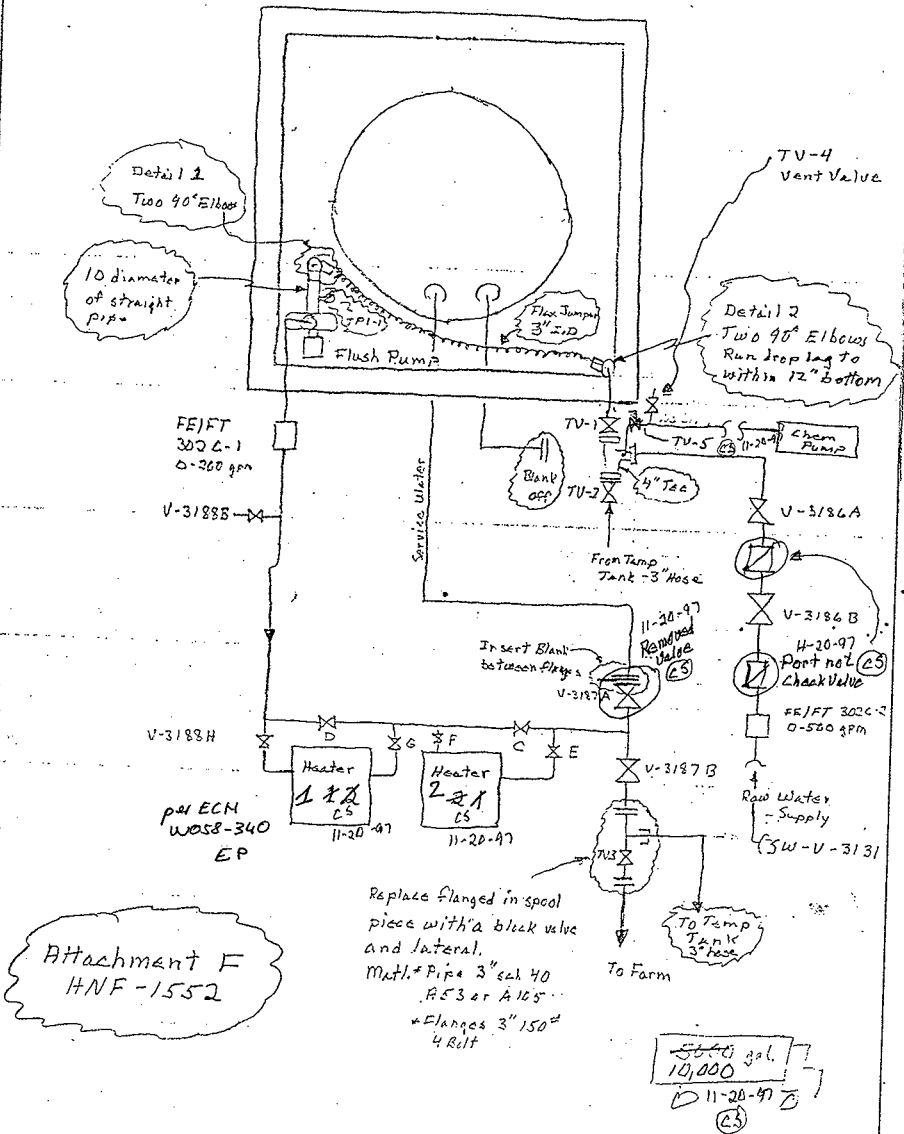 TV-4
Vent Valve
Detail 1
Two 90° Elbows
10 diameter
of straight
pipe
Flex Jumper
3" I.D
Detail 2
Two 90° Elbows
Run drop leg to
within 12" bottom
Flush Pump
TV-1
TV-5
CS
11-20-97
Chem
Pump
FE/FT
302C-1
0-200 gpm
Blank
off
TV-2
4" Tee
V-3186A
V-3188B
Service Water
From Temp
Tank - 3" Hose
V-3186B
11-20-97
Removed
Valve
CS
Insert Blank
between flanges
V-3187A
11-20-97
Port not
Check Valve
CS
FE/FT 302C-2
0-500 gpm
V-3188H
D
G
F
C
E
V-3187B
Heater
1
CS
11-20-97
Heater
2
CS
11-20-97
per ECN
W058-340
EP
Raw Water
Supply
SW-V-3131
TV3
Replace flanged in spool
piece with a block valve
and lateral.
Matl. * Pipe 3" sch 40
A53 or A105
* Flanges 3" 150#
4 Bolt
To Temp
Tank
3" hose
To Farm
Attachment F
HNF-1552
5000 gal.
10,000
11-20-97
CS